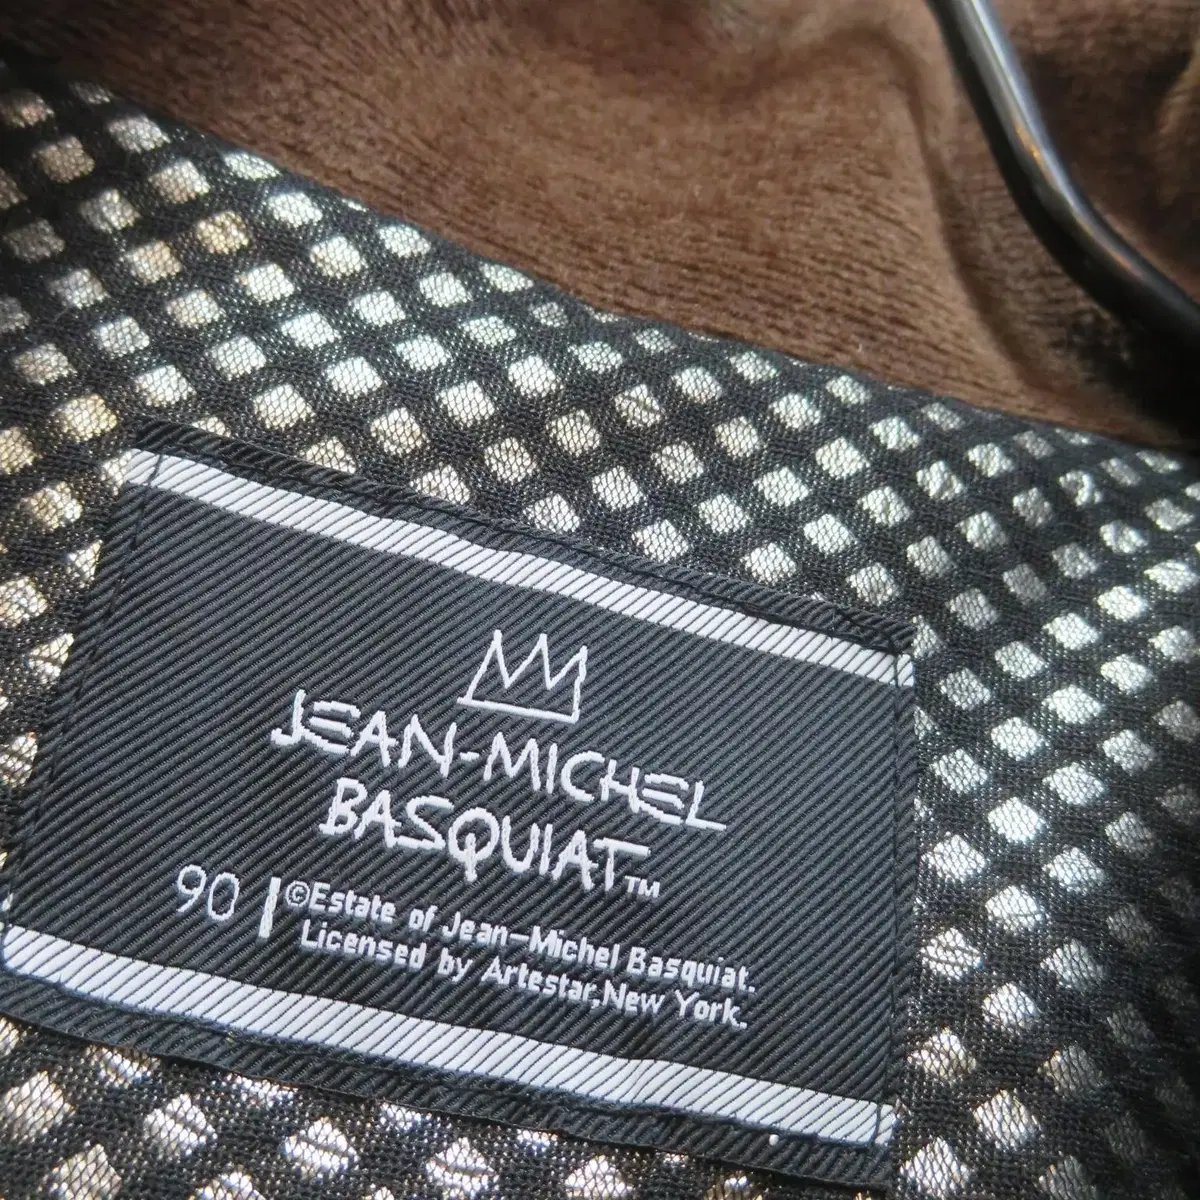 JEAN-MICHEL
BASQUIAT™
90
©Estate of Jean-Michel Basquiat.
Licensed by Artestar,New York.